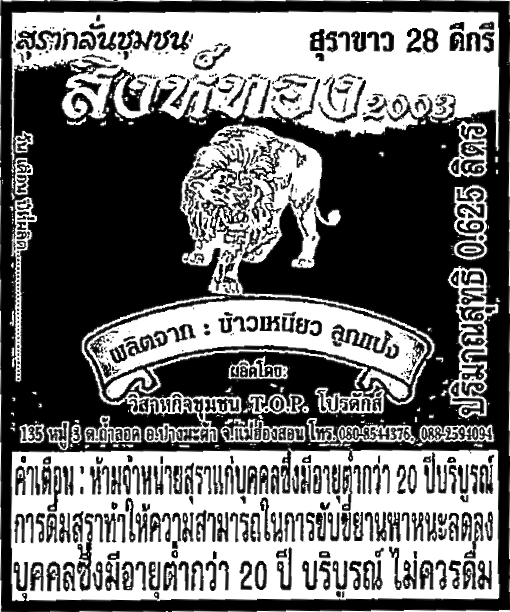 สุรากลั่นชุมชน
สุราขาว 28 ดีกรี
สิงห์ทอง 2003
วัน เดือน ปี ที่ผลิต
ปริมาณสุทธิ 0.625 ลิตร
ผลิตจาก : ข้าวเหนียว ลูกแป้ง
ผลิตโดย
วิสาหกิจชุมชน T.O.P. โปรดักส์
135 หมู่ 3 ต.ถ้ำลอด อ.ปางมะผ้า จ.แม่ฮ่องสอน โทร.
คำเตือน : ห้ามจำหน่ายสุราแก่บุคคลซึ่งมีอายุต่ำกว่า 20 ปีบริบูรณ์
การดื่มสุราทำให้ความสามารถในการขับขี่ยานพาหนะลดลง
บุคคลซึ่งมีอายุต่ำกว่า 20 ปี บริบูรณ์ ไม่ควรดื่ม